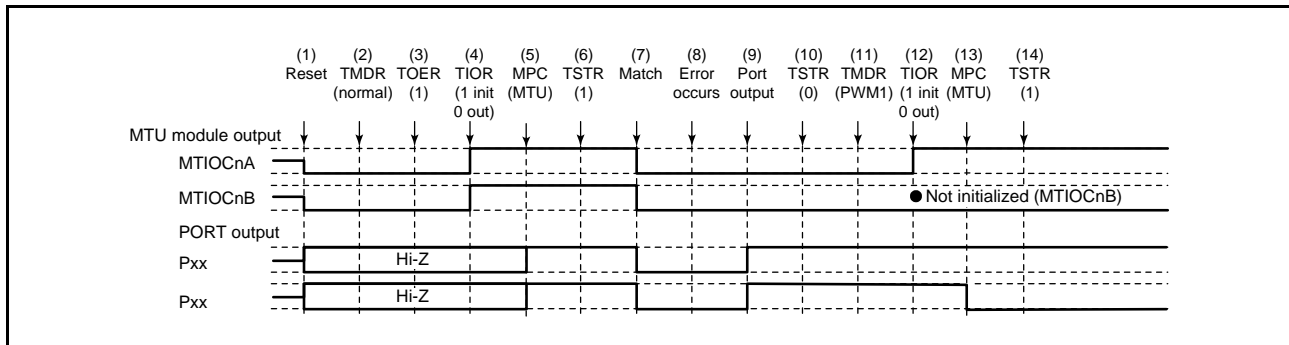 (1) (2) (3) (4) (5) (6) (7) (8) (9) (10) (11) (12) (13) (14)
Reset TMDR TOER TIOR MPC TSTR Match Error Port TSTR TMDR TIOR MPC TSTR
(normal) (1) (1 init (MTU) (1) occurs output (0) (PWM1) (1 init (MTU) (1)
0 out) 0 out)
MTU module output
MTIOCnA
MTIOCnB
● Not initialized (MTIOCnB)
PORT output
Pxx
Hi-Z
Pxx
Hi-Z